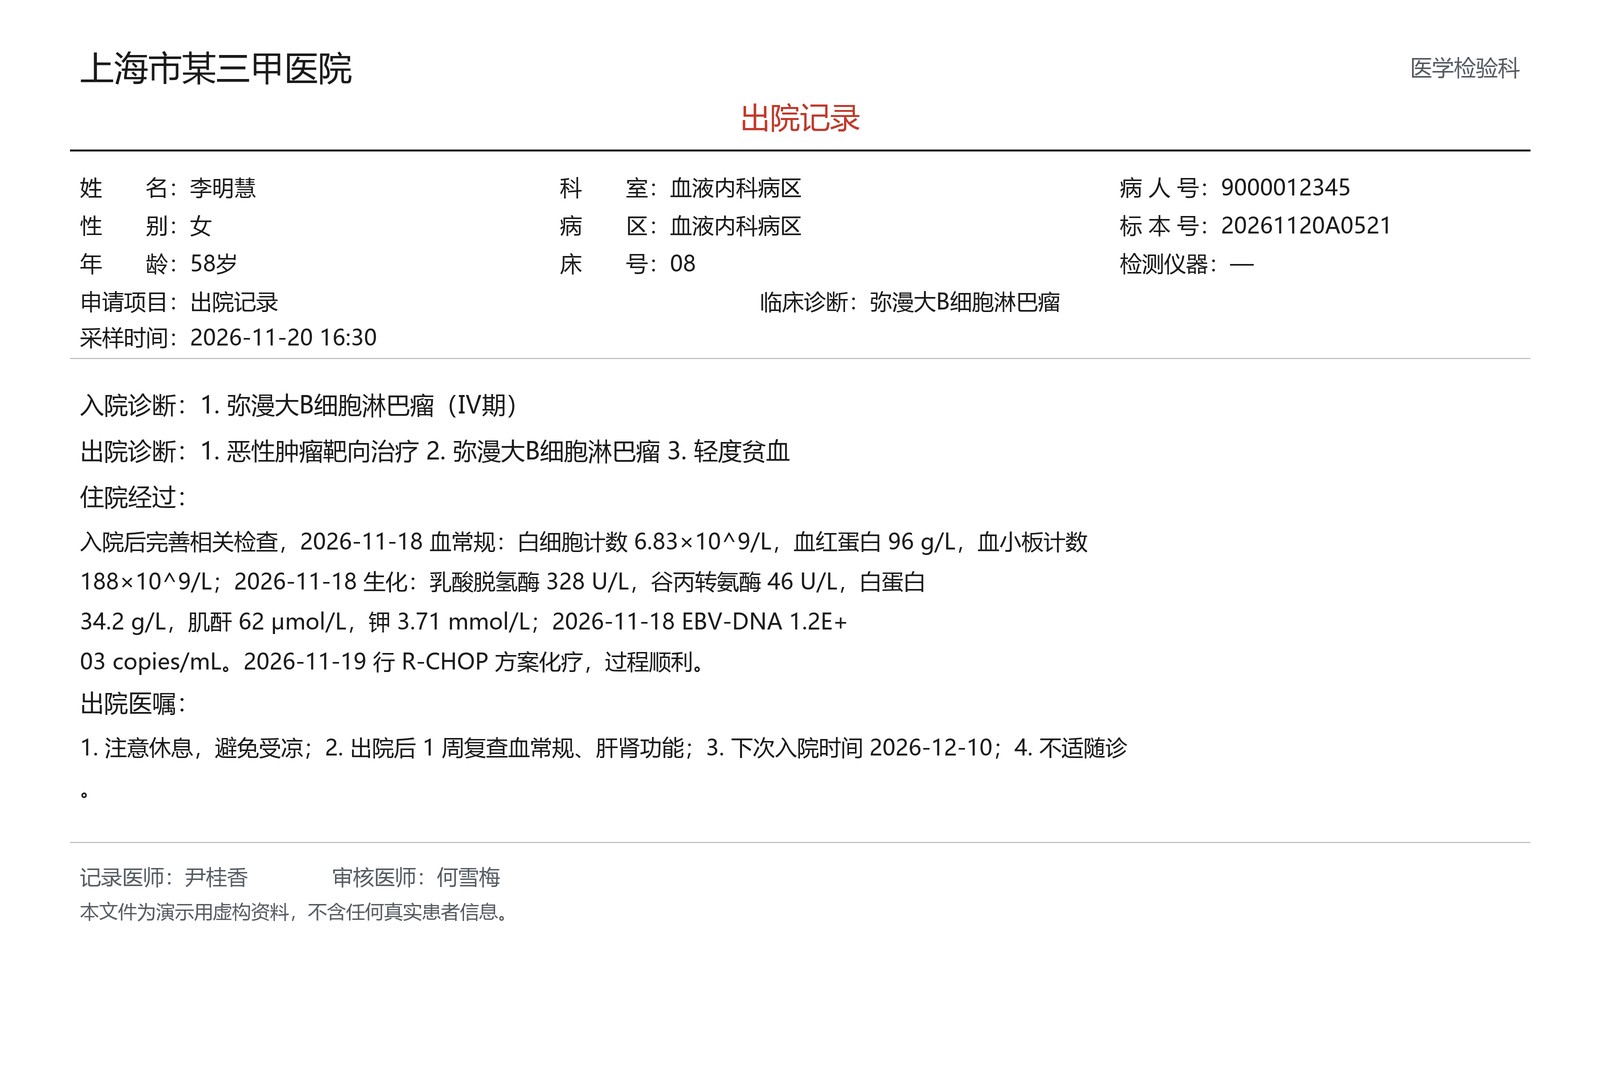 上海市某三甲医院 医学检验科
出院记录
姓 名：李明慧 科 室：血液内科病区 病 人 号：9000012345
性 别：女 病 区：血液内科病区 标 本 号：20261120A0521
年 龄：58岁 床 号：08 检测仪器：—
申请项目：出院记录 临床诊断：弥漫大B细胞淋巴瘤
采样时间：2026-11-20 16:30
入院诊断：1. 弥漫大B细胞淋巴瘤（IV期）
出院诊断：1. 恶性肿瘤靶向治疗 2. 弥漫大B细胞淋巴瘤 3. 轻度贫血
住院经过：
入院后完善相关检查，2026-11-18 血常规：白细胞计数 6.83×10^9/L，血红蛋白 96 g/L，血小板计数
188×10^9/L；2026-11-18 生化：乳酸脱氢酶 328 U/L，谷丙转氨酶 46 U/L，白蛋白
34.2 g/L，肌酐 62 μmol/L，钾 3.71 mmol/L；2026-11-18 EBV-DNA 1.2E+
03 copies/mL。2026-11-19 行 R-CHOP 方案化疗，过程顺利。
出院医嘱：
1. 注意休息，避免受凉；2. 出院后 1 周复查血常规、肝肾功能；3. 下次入院时间 2026-12-10；4. 不适随诊
。
记录医师：尹桂香 审核医师：何雪梅
本文件为演示用虚构资料，不含任何真实患者信息。